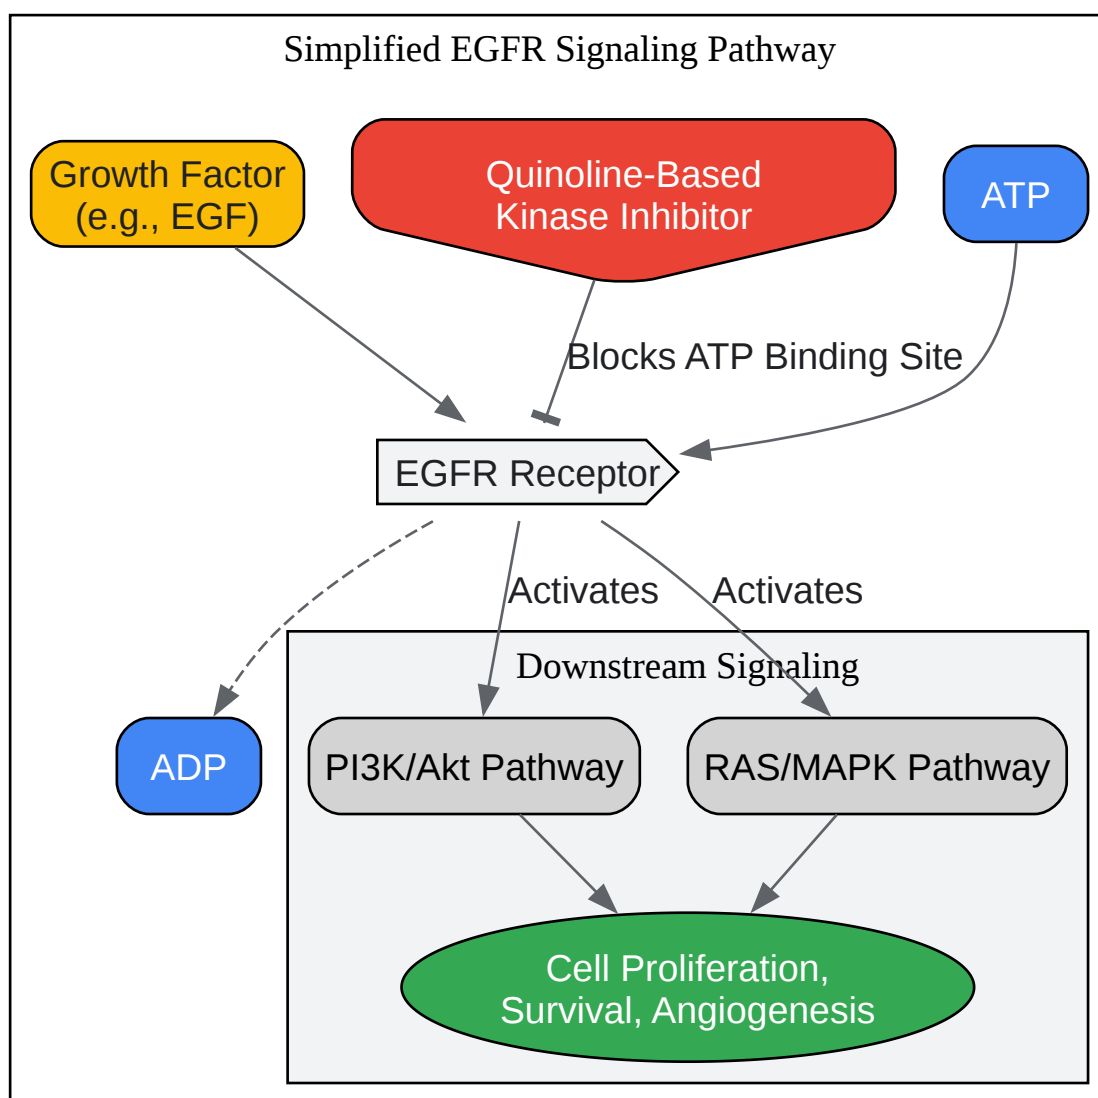 Simplified EGFR Signaling Pathway
Growth Factor
(e.g., EGF)
Quinoline-Based
Kinase Inhibitor
ATP
Blocks ATP Binding Site
EGFR Receptor
Activates
Activates
Downstream Signaling
ADP
PI3K/Akt Pathway
RAS/MAPK Pathway
Cell Proliferation,
Survival, Angiogenesis